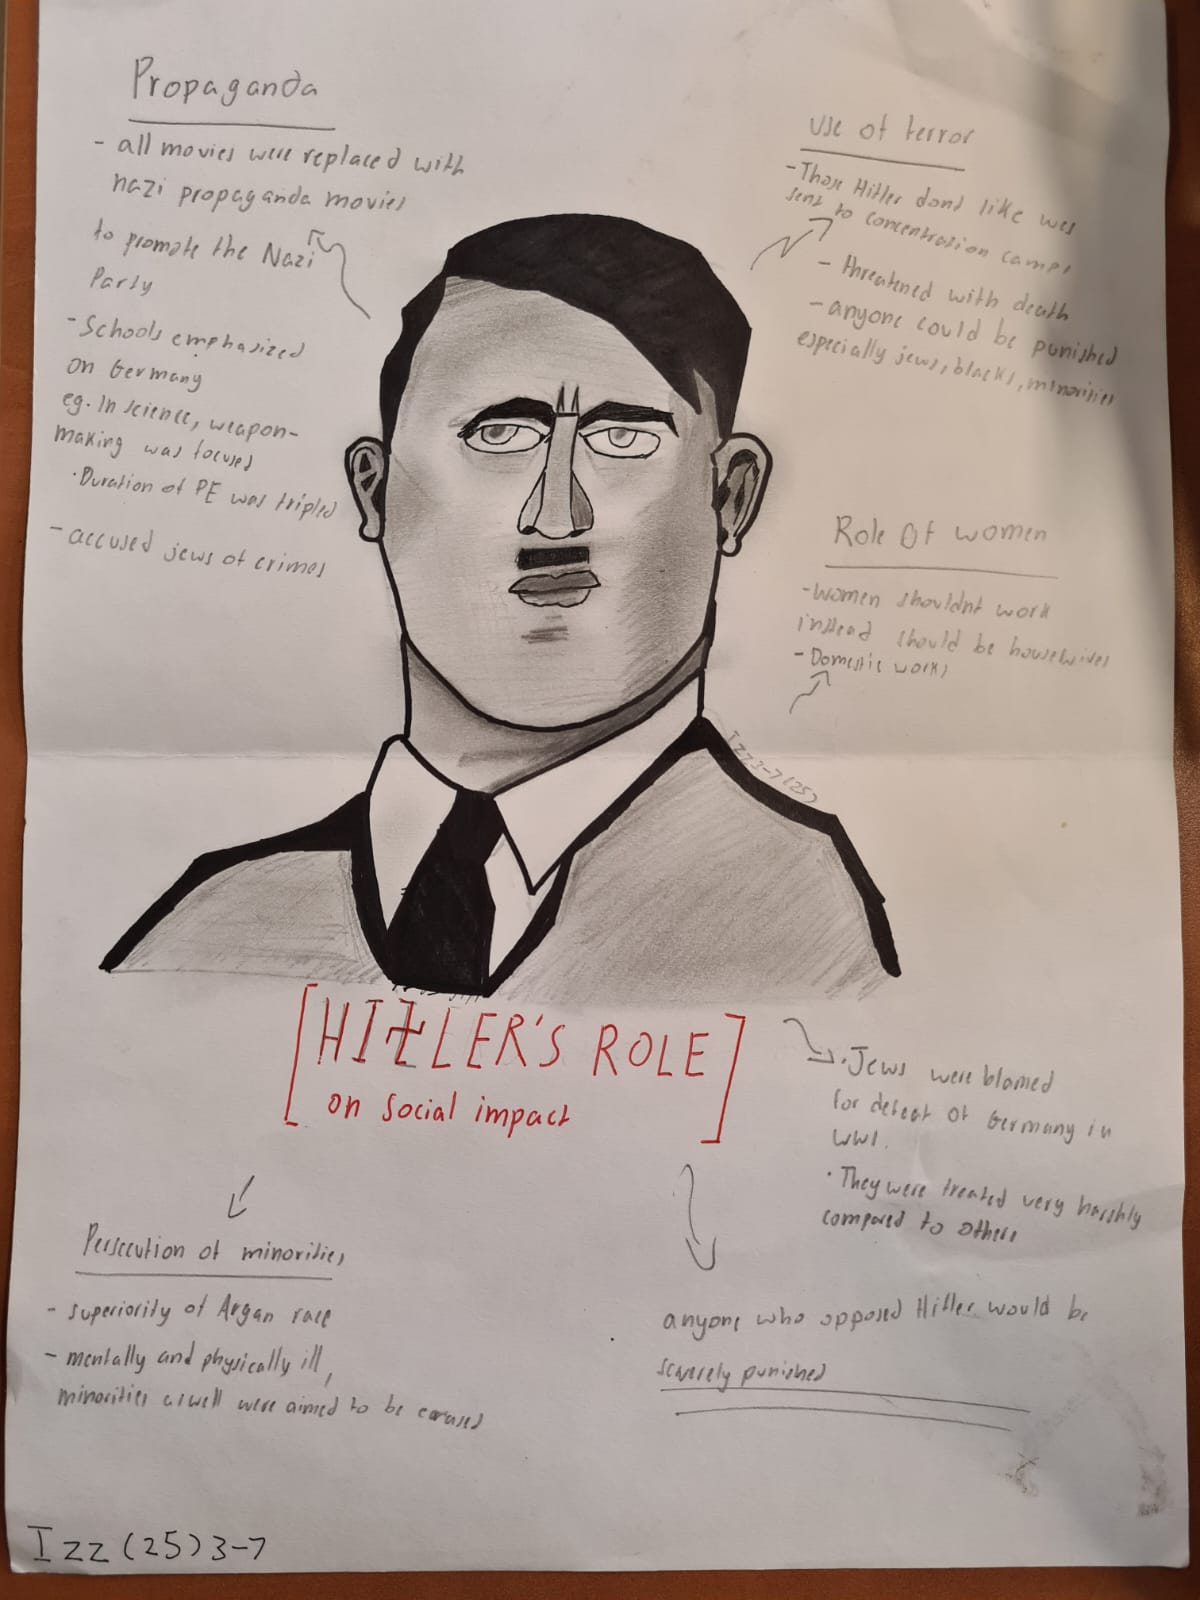 Propaganda
- all movies were replaced with
nazi propaganda movies
to promote the Nazi
Party
- Schools emphasized
on Germany
eg. In science, weapon-
making was focused
· Duration of PE was tripled
- accused jews of crimes
use of terror
- Those Hitler dont like was
sent to concentration camps
- threatened with death
- anyone could be punished
especially jews, blacks, minorities
Role Of women
- women shouldnt work
instead should be housewives
- Domestic works
Izz 3-7 (25)
[HITLER'S ROLE]
on social impact
· Jews were blamed
for defeat of Germany in
WW1.
· They were treated very harshly
compared to others
Persecution of minorities
- superiority of Aryan race
- mentally and physically ill,
minorities aswell were aimed to be erased
anyone who opposed Hitler would be
severely punished
Izz (25) 3-7